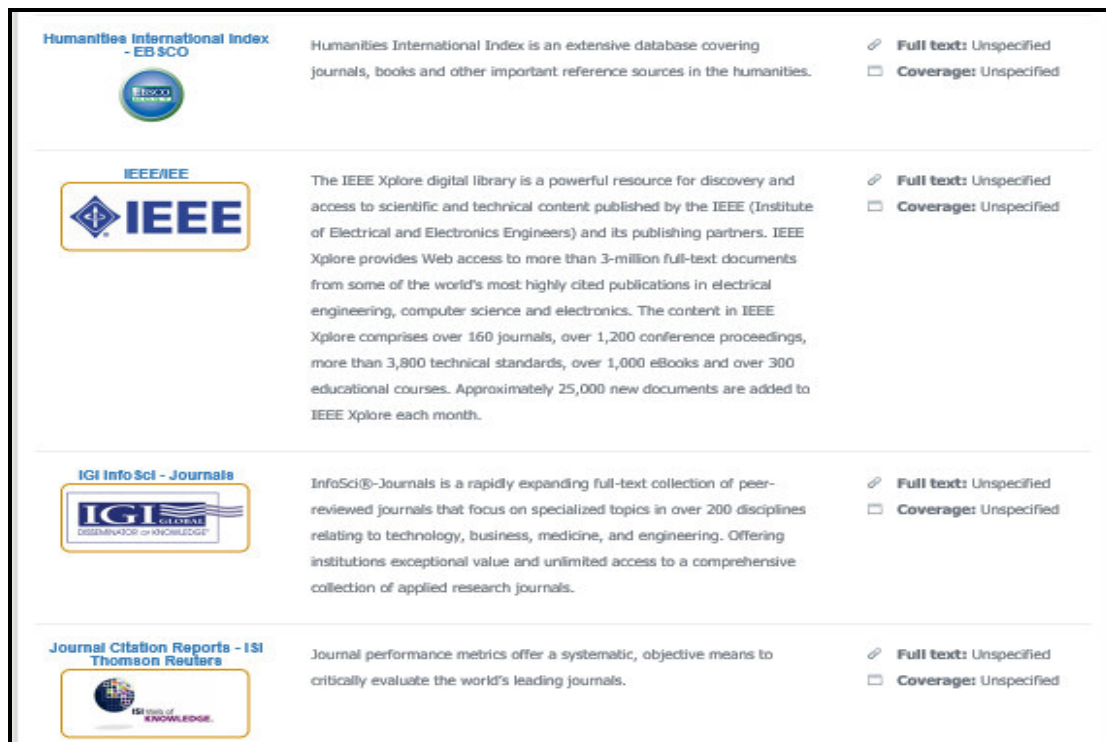 Humanities International Index
- EBSCO
EBSCO
HOST
Humanities International Index is an extensive database covering
journals, books and other important reference sources in the humanities.
Full text: Unspecified
Coverage: Unspecified
IEEE/IEE
IEEE
The IEEE Xplore digital library is a powerful resource for discovery and
access to scientific and technical content published by the IEEE (Institute
of Electrical and Electronics Engineers) and its publishing partners. IEEE
Xplore provides Web access to more than 3-million full-text documents
from some of the world's most highly cited publications in electrical
engineering, computer science and electronics. The content in IEEE
Xplore comprises over 160 journals, over 1,200 conference proceedings,
more than 3,800 technical standards, over 1,000 eBooks and over 300
educational courses. Approximately 25,000 new documents are added to
IEEE Xplore each month.
Full text: Unspecified
Coverage: Unspecified
IGI InfoSci - Journals
IGI GLOBAL
DISSEMINATOR OF KNOWLEDGE®
InfoSci®-Journals is a rapidly expanding full-text collection of peer-
reviewed journals that focus on specialized topics in over 200 disciplines
relating to technology, business, medicine, and engineering. Offering
institutions exceptional value and unlimited access to a comprehensive
collection of applied research journals.
Full text: Unspecified
Coverage: Unspecified
Journal Citation Reports - ISI
Thomson Reuters
ISI Web of
KNOWLEDGE.
Journal performance metrics offer a systematic, objective means to
critically evaluate the world's leading journals.
Full text: Unspecified
Coverage: Unspecified